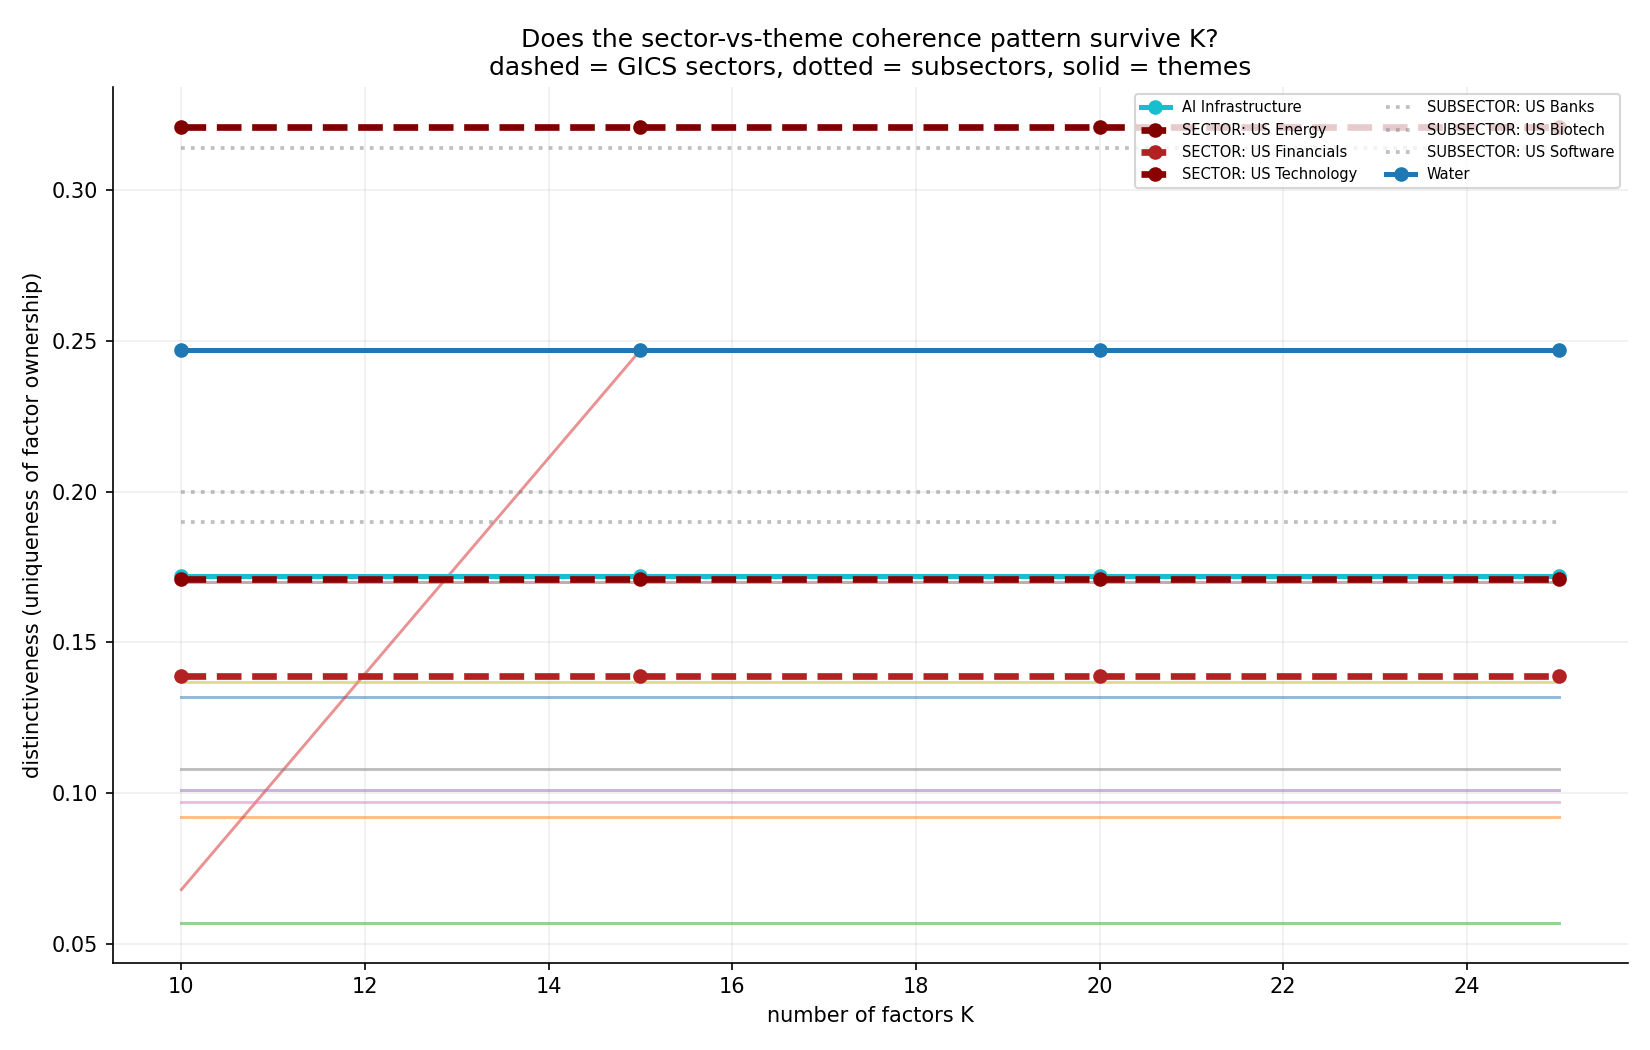 Does the sector-vs-theme coherence pattern survive K?
dashed = GICS sectors, dotted = subsectors, solid = themes
AI Infrastructure
SECTOR: US Energy
SECTOR: US Financials
SECTOR: US Technology
SUBSECTOR: US Banks
SUBSECTOR: US Biotech
SUBSECTOR: US Software
Water
distinctiveness (uniqueness of factor ownership)
0.30
0.25
0.20
0.15
0.10
0.05
10 12 14 16 18 20 22 24
number of factors K